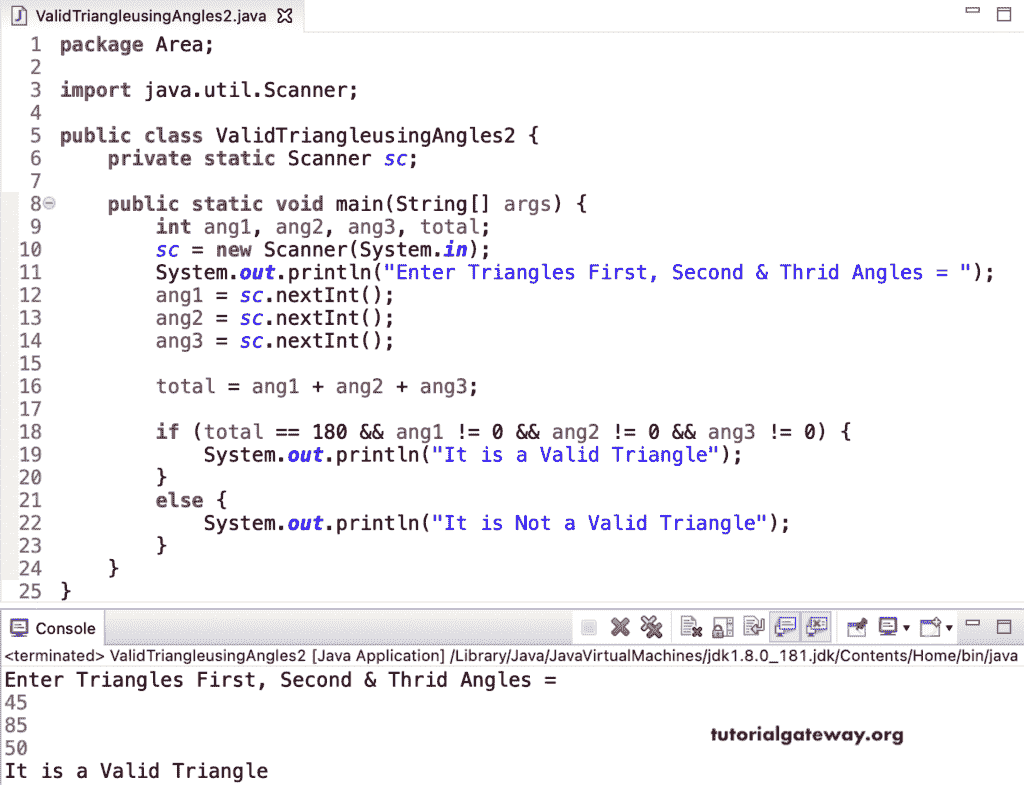 ValidTriangleusingAngles2.java
1 package Area;
2
3 import java.util.Scanner;
4
5 public class ValidTriangleusingAngles2 {
6     private static Scanner sc;
7
8     public static void main(String[] args) {
9         int ang1, ang2, ang3, total;
10         sc = new Scanner(System.in);
11         System.out.println("Enter Triangles First, Second & Thrid Angles = ");
12         ang1 = sc.nextInt();
13         ang2 = sc.nextInt();
14         ang3 = sc.nextInt();
15
16         total = ang1 + ang2 + ang3;
17
18         if (total == 180 && ang1 != 0 && ang2 != 0 && ang3 != 0) {
19             System.out.println("It is a Valid Triangle");
20         }
21         else {
22             System.out.println("It is Not a Valid Triangle");
23         }
24     }
25 }
Console
<terminated> ValidTriangleusingAngles2 [Java Application] /Library/Java/JavaVirtualMachines/jdk1.8.0_181.jdk/Contents/Home/bin/java
Enter Triangles First, Second & Thrid Angles =
45
85
50
It is a Valid Triangle
tutorialgateway.org